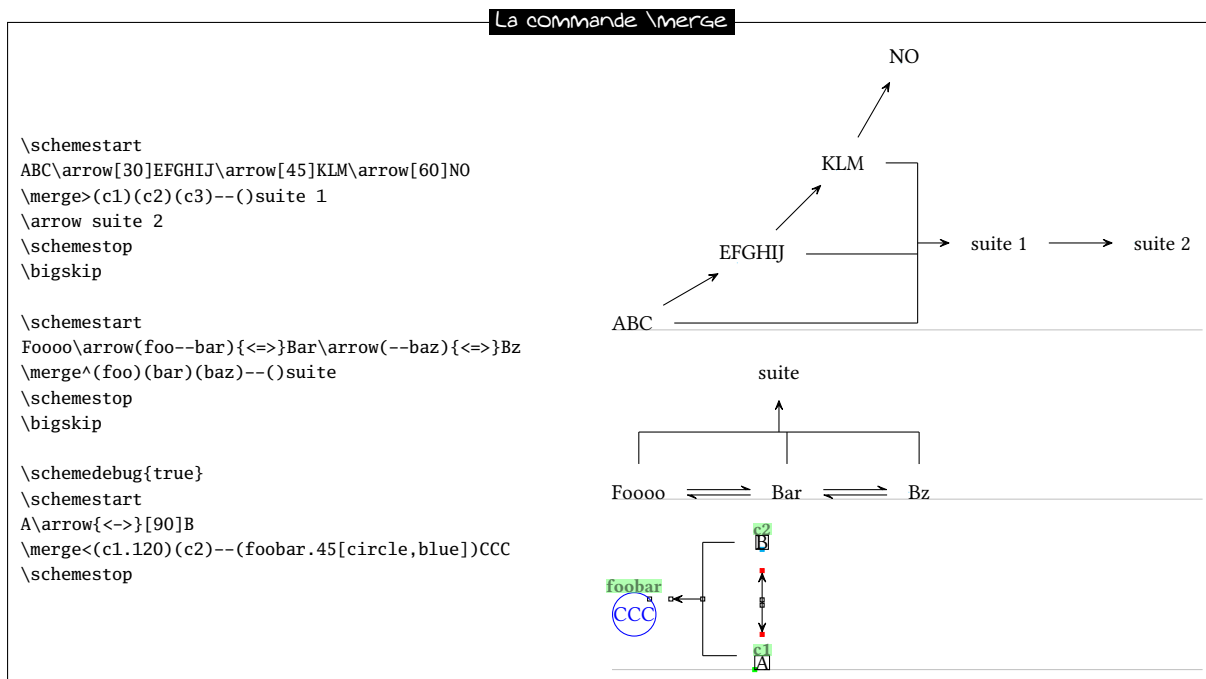 La commande \merge
\schemestart
ABC\arrow[30]EFGHIJ\arrow[45]KLM\arrow[60]NO
\merge>(c1)(c2)(c3)--()suite 1
\arrow suite 2
\schemestop
\bigskip
\schemestart
Foooo\arrow(foo--bar){<=>}Bar\arrow(--baz){<=>}Bz
\merge^(foo)(bar)(baz)--()suite
\schemestop
\bigskip
\schemedebug{true}
\schemestart
A\arrow{<->}[90]B
\merge<(c1.120)(c2)--(foobar.45[circle,blue])CCC
\schemestop
NO
KLM
suite 1 suite 2
EFGHIJ
ABC
suite
Foooo Bar Bz
c2
B
foobar
CCC
c1
A